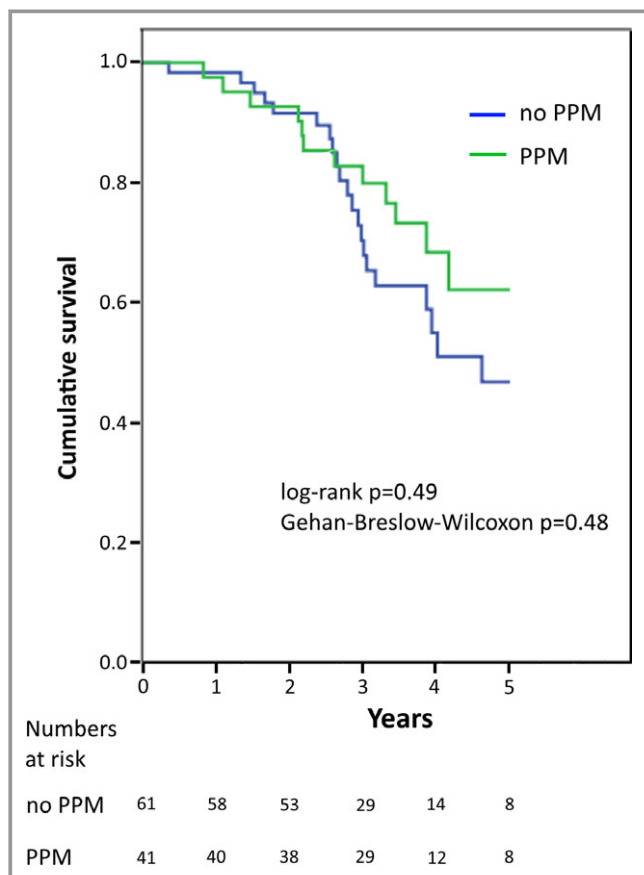 1.0
0.8
0.6
0.4
0.2
0.0
Cumulative survival
no PPM
PPM
log-rank p=0.49
Gehan-Breslow-Wilcoxon p=0.48
0 1 2 3 4 5
Years
Numbers
at risk
no PPM 61 58 53 29 14 8
PPM 41 40 38 29 12 8